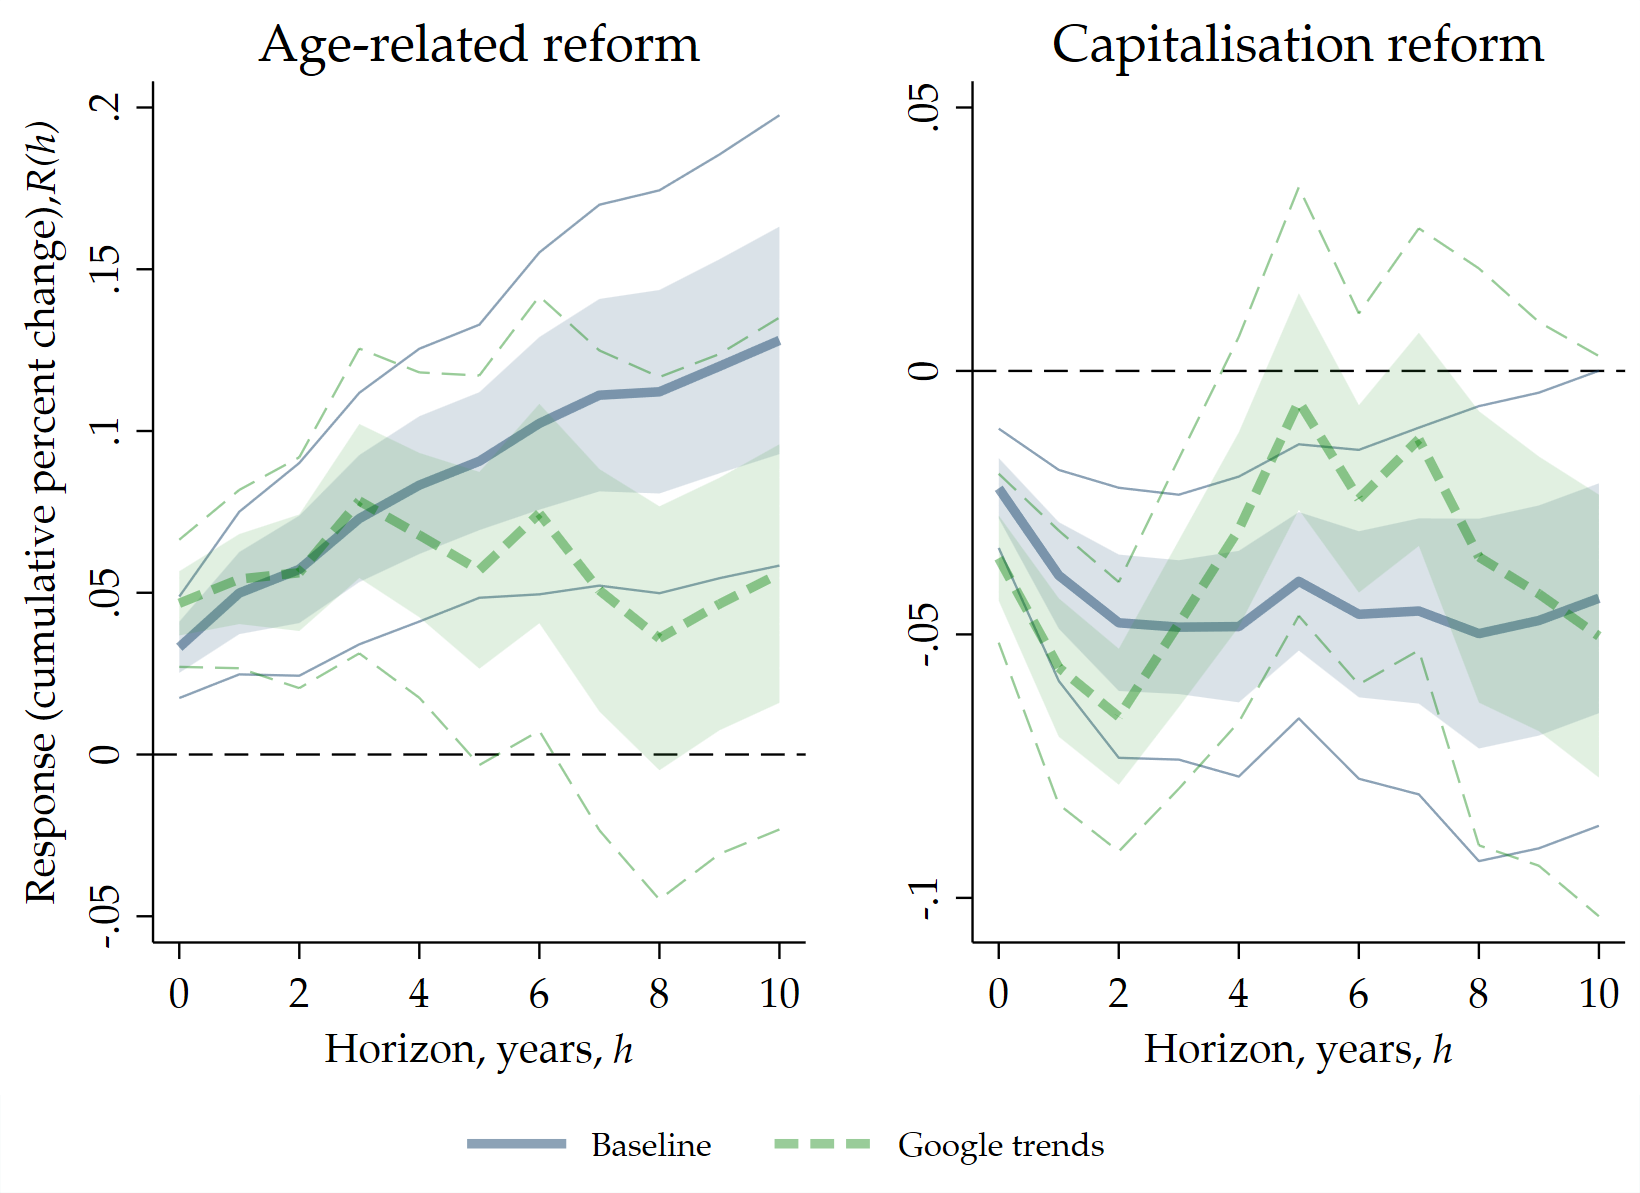 Age-related reform
Capitalisation reform
Response (cumulative percent change),R(h)
.2
.15
.1
.05
0
-.05
.05
0
-.05
-.1
0 2 4 6 8 10
0 2 4 6 8 10
Horizon, years, h
Horizon, years, h
Baseline
Google trends